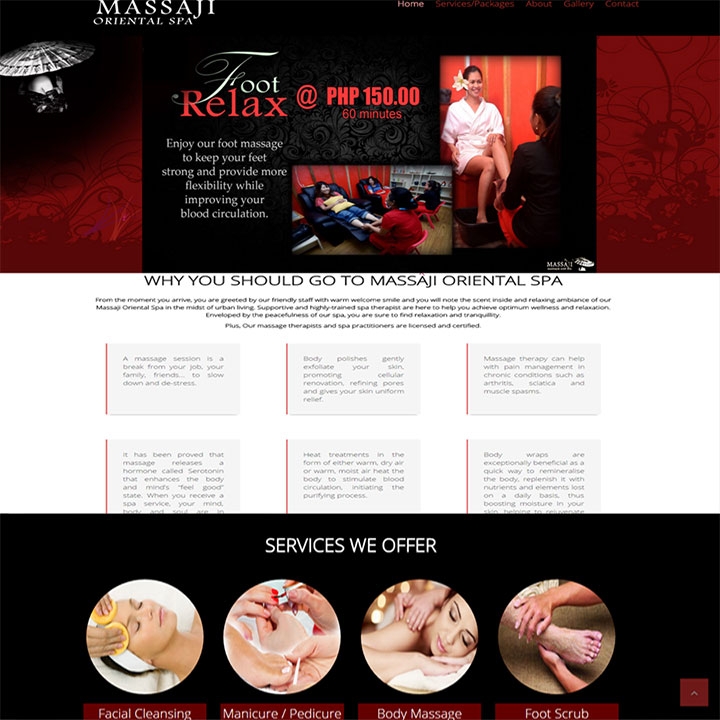 MASSAJI
ORIENTAL SPA
Home Services/Packages About Gallery Contact
Foot
Relax
@ PHP 150.00
60 minutes
Enjoy our foot massage
to keep your feet
strong and provide more
flexibility while
improving your
blood circulation.
MASSAJI
WHY YOU SHOULD GO TO MASSAJI ORIENTAL SPA
From the moment you arrive, you are greeted by our friendly staff wth warm welcome smile and you will note the scent inside and relaxing ambiance of our
Massaji Oriental Spa in the midst of urban living. Supportive and highly-trained spa therapist are here to help you achieve optimum wellness and relaxation.
Enveloped by the peacefulness of our spa, you are sure to find relaxation and tranquillity.
Plus, Our massage therapists and spa practitioners are licensed and certified.
A massage session is a
break from your job, your
family, friends... to slow
down and de-stress.
Body polishes gently
exfoliate your skin,
promoting cellular
renovation, refining pores
and gives your skin uniform
relief.
Massage therapy can help
with pain management in
chronic conditions such as
arthritis, sciatica and
muscle spasms.
It has been proved that
massage releases a
hormone called Serotonin
that enhances the body
and mind's "feel good"
state. When you receive a
spa service, your mind,
body and soul are in
Heat treatments in the
form of either warm, dry air
or warm, moist air heat the
body to stimulate blood
circulation, initiating the
purifying process.
Body wraps are
exceptionally beneficial as a
quick way to remineralise
the body, replenish it with
nutrients and elements lost
on a daily basis, thus
boosting moisture in your
skin, helping to rejuvenate
SERVICES WE OFFER
Facial Cleansing
Manicure / Pedicure
Body Massage
Foot Scrub